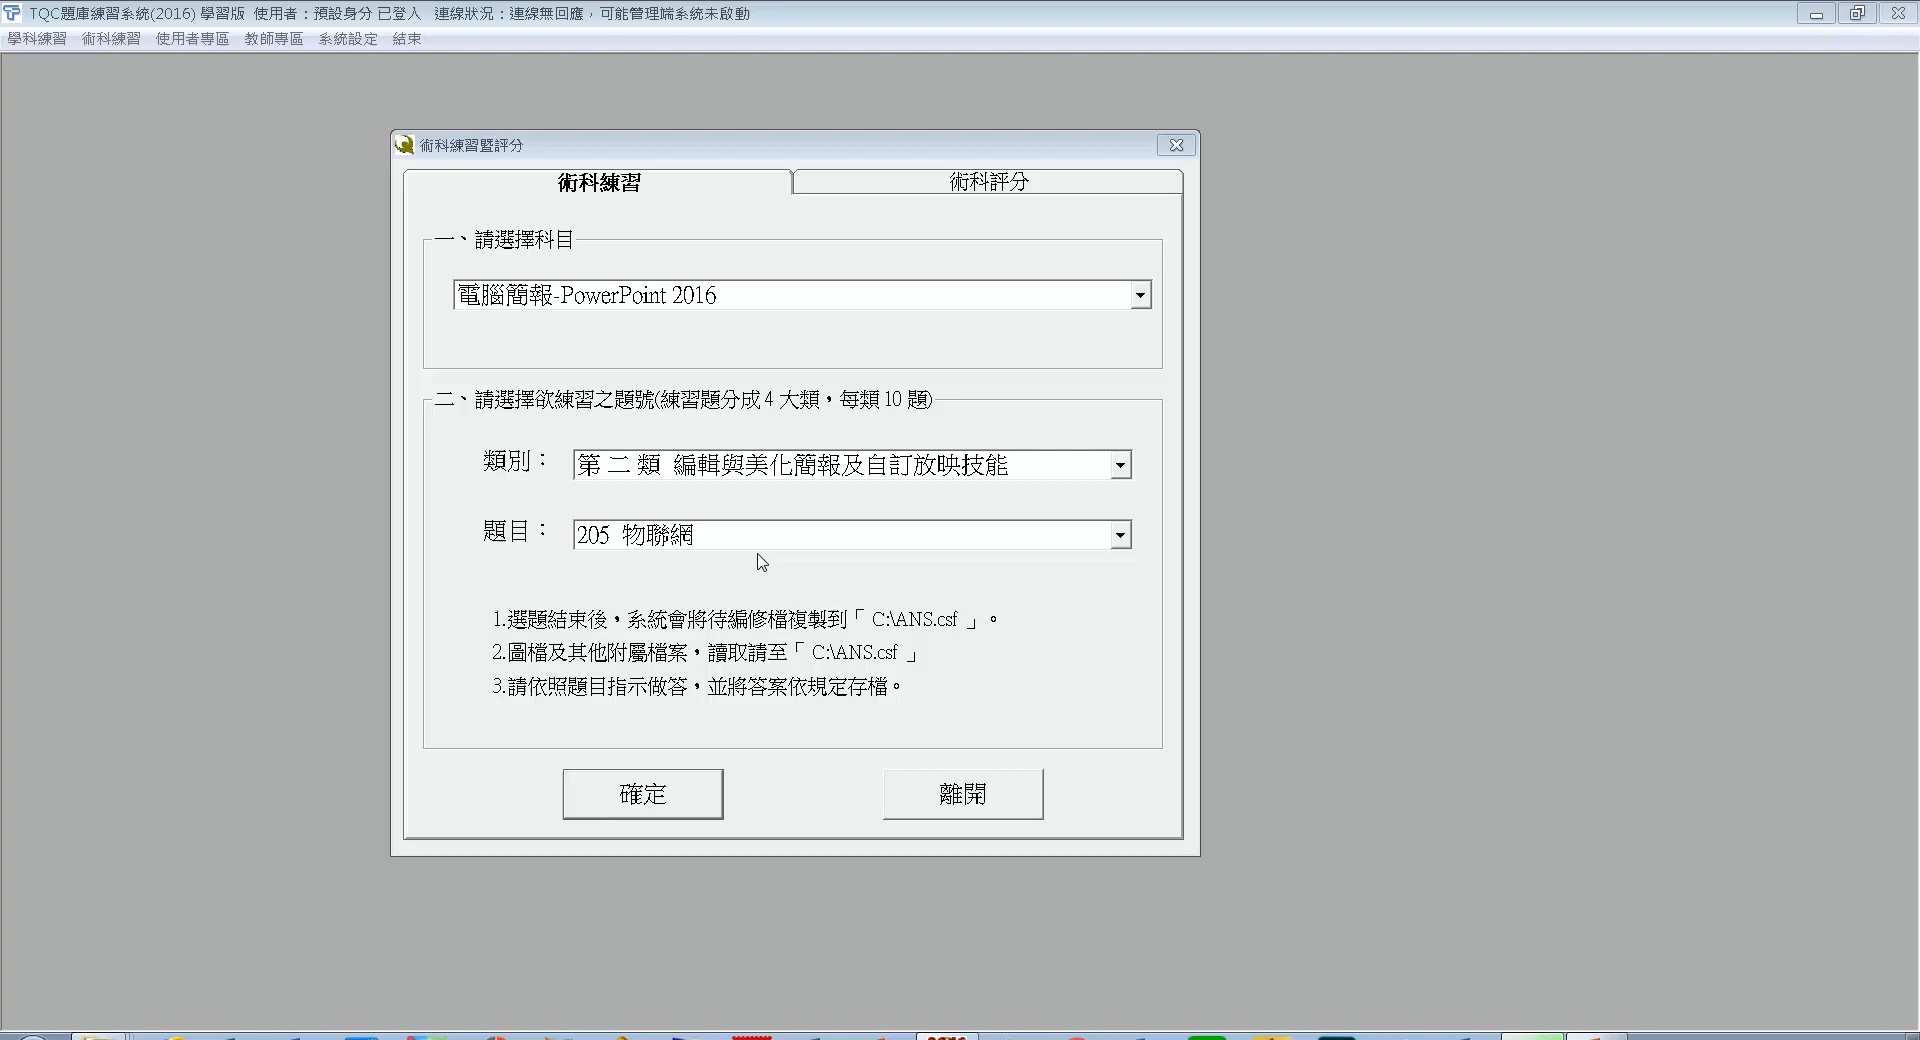 TQC題庫練習系統(2016) 學習版 使用者：預設身分 已登入 連線狀況：連線無回應，可能管理端系統未啟動
學科練習 術科練習 使用者專區 教師專區 系統設定 結束
術科練習暨評分
術科練習 術科評分
一、請選擇科目
電腦簡報-PowerPoint 2016
二、請選擇欲練習之題號(練習題分成 4 大類，每類 10 題)
類別： 第 二 類 編輯與美化簡報及自訂放映技能
題目： 205 物聯網
1.選題結束後，系統會將待編修檔複製到「 C:\ANS.csf 」。
2.圖檔及其他附屬檔案，讀取請至「 C:\ANS.csf 」
3.請依照題目指示做答，並將答案依規定存檔。
確定 離開